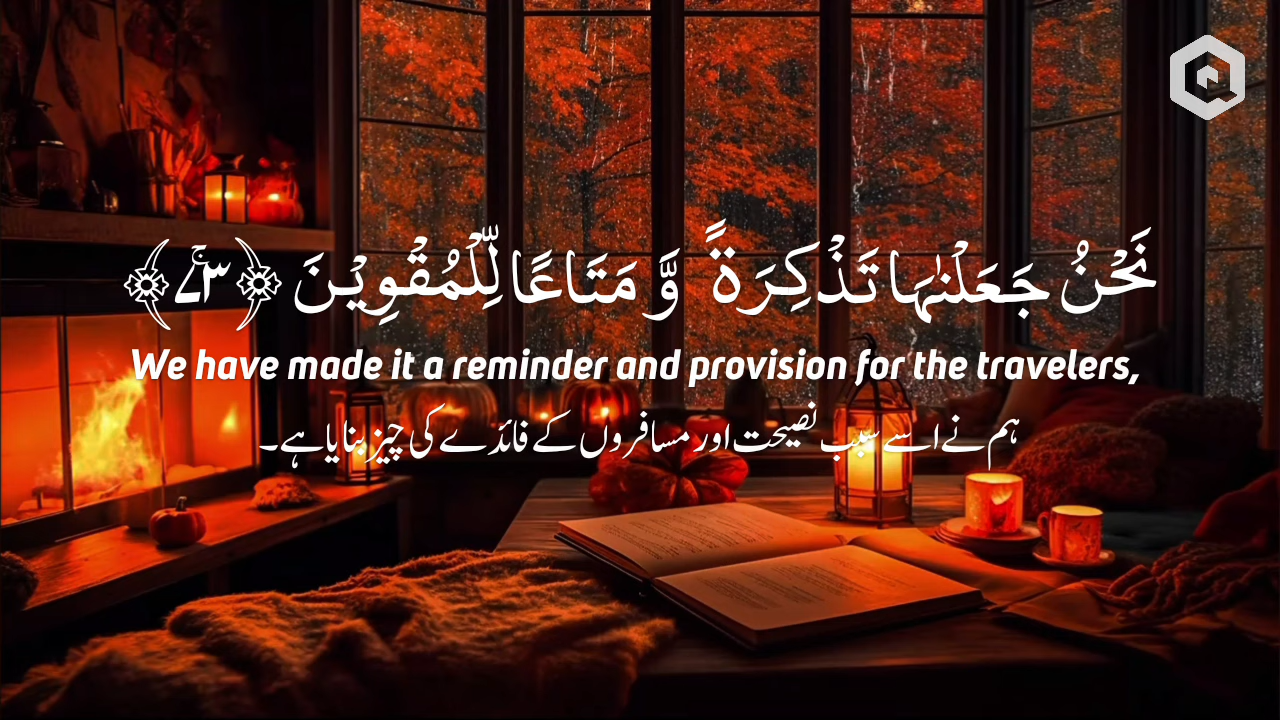 نَحْنُ جَعَلْنٰهَا تَذْكِرَةً وَّ مَتَاعًا لِّلْمُقْوِيْنَ ﴿ۚ۷۳﴾
We have made it a reminder and provision for the travelers,
ہم نے اسے سبب نصیحت اور مسافروں کے فائدے کی چیز بنایا ہے۔